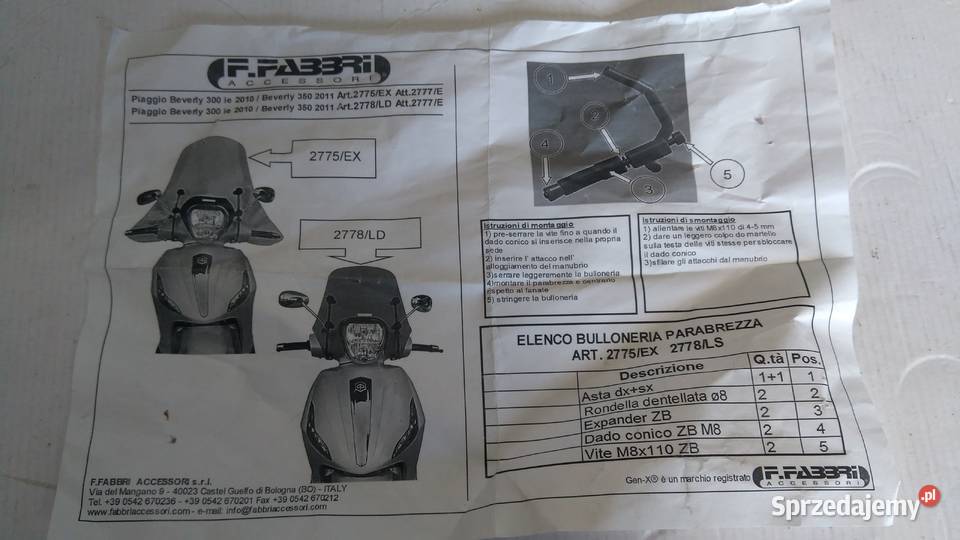 F.FABBRI
ACCESSORI
Piaggio Beverly 300 ie 2010 / Beverly 350 2011 Art.2775/EX Att.2777/E
Piaggio Beverly 300 ie 2010 / Beverly 350 2011 Art.2778/LD Att.2777/E
2775/EX
2778/LD
1
2
4
3
5
Istruzioni di montaggio
1) pre-serrare la vite fino a quando il
dado conico si inserisce nella propria
sede
2) inserire l' attacco nell'
alloggiamento del manubrio
3)serrare leggeremente la bulloneria
4)montare il parabrezza e centrarlo
rispetto al fanale
5) stringere la bulloneria
Istruzioni di smontaggio
1) allentare le viti M8x110 di 4-5 mm
2) dare un leggero colpo do martello
sulla testa delle viti stesse per sbloccare
il dado conico
3)sfilare gli attacchi dal manubrio
ELENCO BULLONERIA PARABREZZA
ART. 2775/EX 2778/LS
Descrizione Q.tà Pos.
Asta dx+sx 1+1 1
Rondella dentellata ø8 2 2
Expander ZB 2 3
Dado conico ZB M8 2 4
Vite M8x110 ZB 2 5
F.FABBRI ACCESSORI s.r.l.
Via del Mangano 9 - 40023 Castel Guelfo di Bologna (BO) - ITALY
Tel. +39 0542 670236 - +39 0542 670201 Fax +39 0542 670212
www.fabbriaccessori.com - e-mail: info@fabbriaccessori.com
Gen-X® è un marchio registrato
F.FABBRI
ACCESSORI
Sprzedajemy.pl